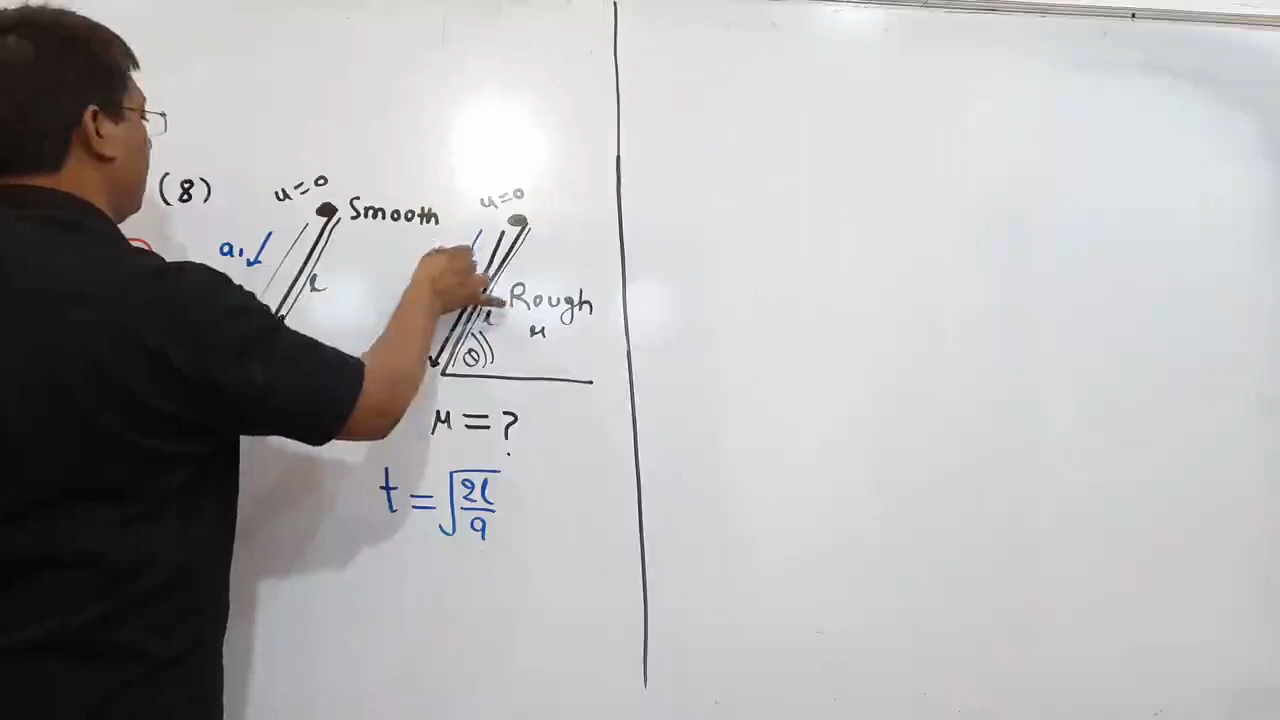 (8)
u=0
Smooth
a₁
l
u=0
Rough
μ
l
θ
μ = ?
t = √(2l/a)